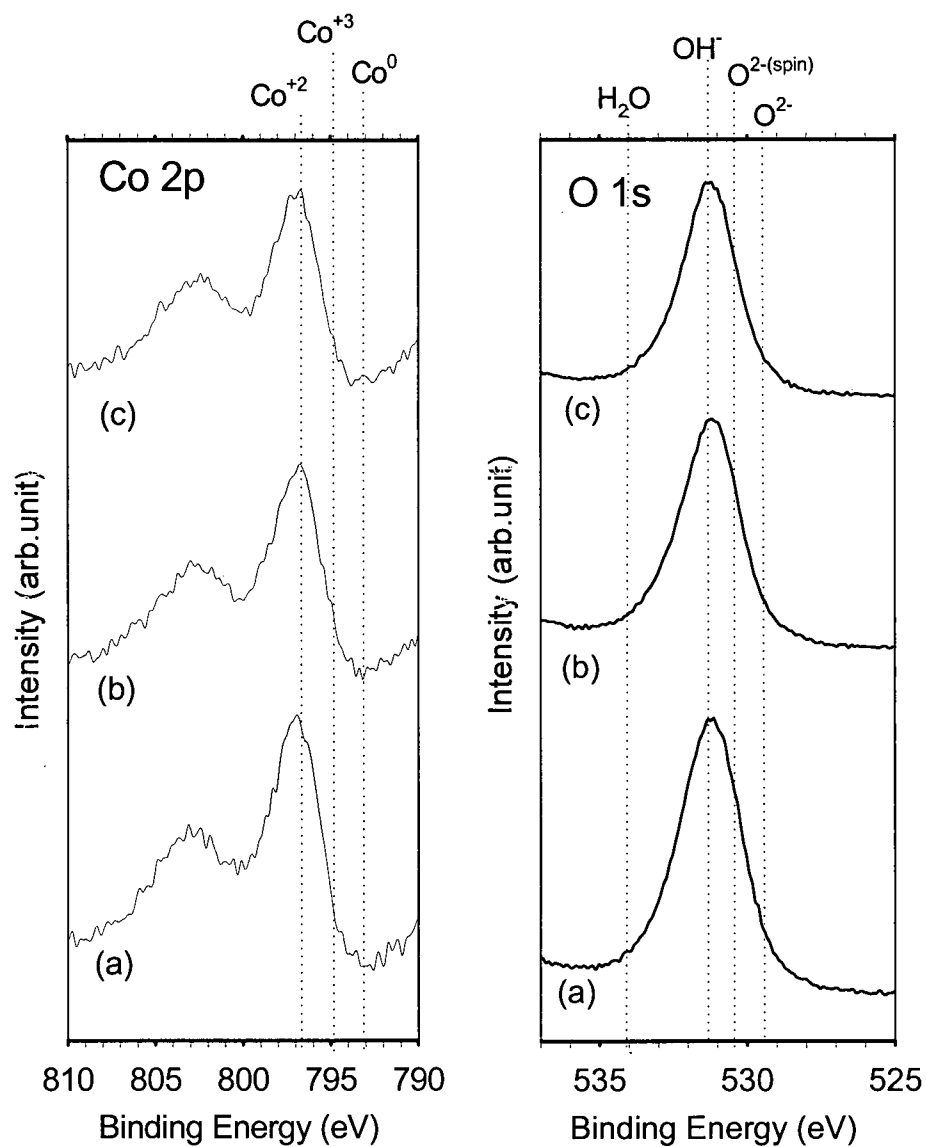 Co⁺³
Co⁺² Co⁰
OH⁻
O²⁻⁽ˢᵖⁱⁿ⁾
H₂O O²⁻
Co 2p
O 1s
(c)
(b)
(a)
(c)
(b)
(a)
Intensity (arb.unit)
Intensity (arb.unit)
810 805 800 795 790
535 530 525
Binding Energy (eV)
Binding Energy (eV)